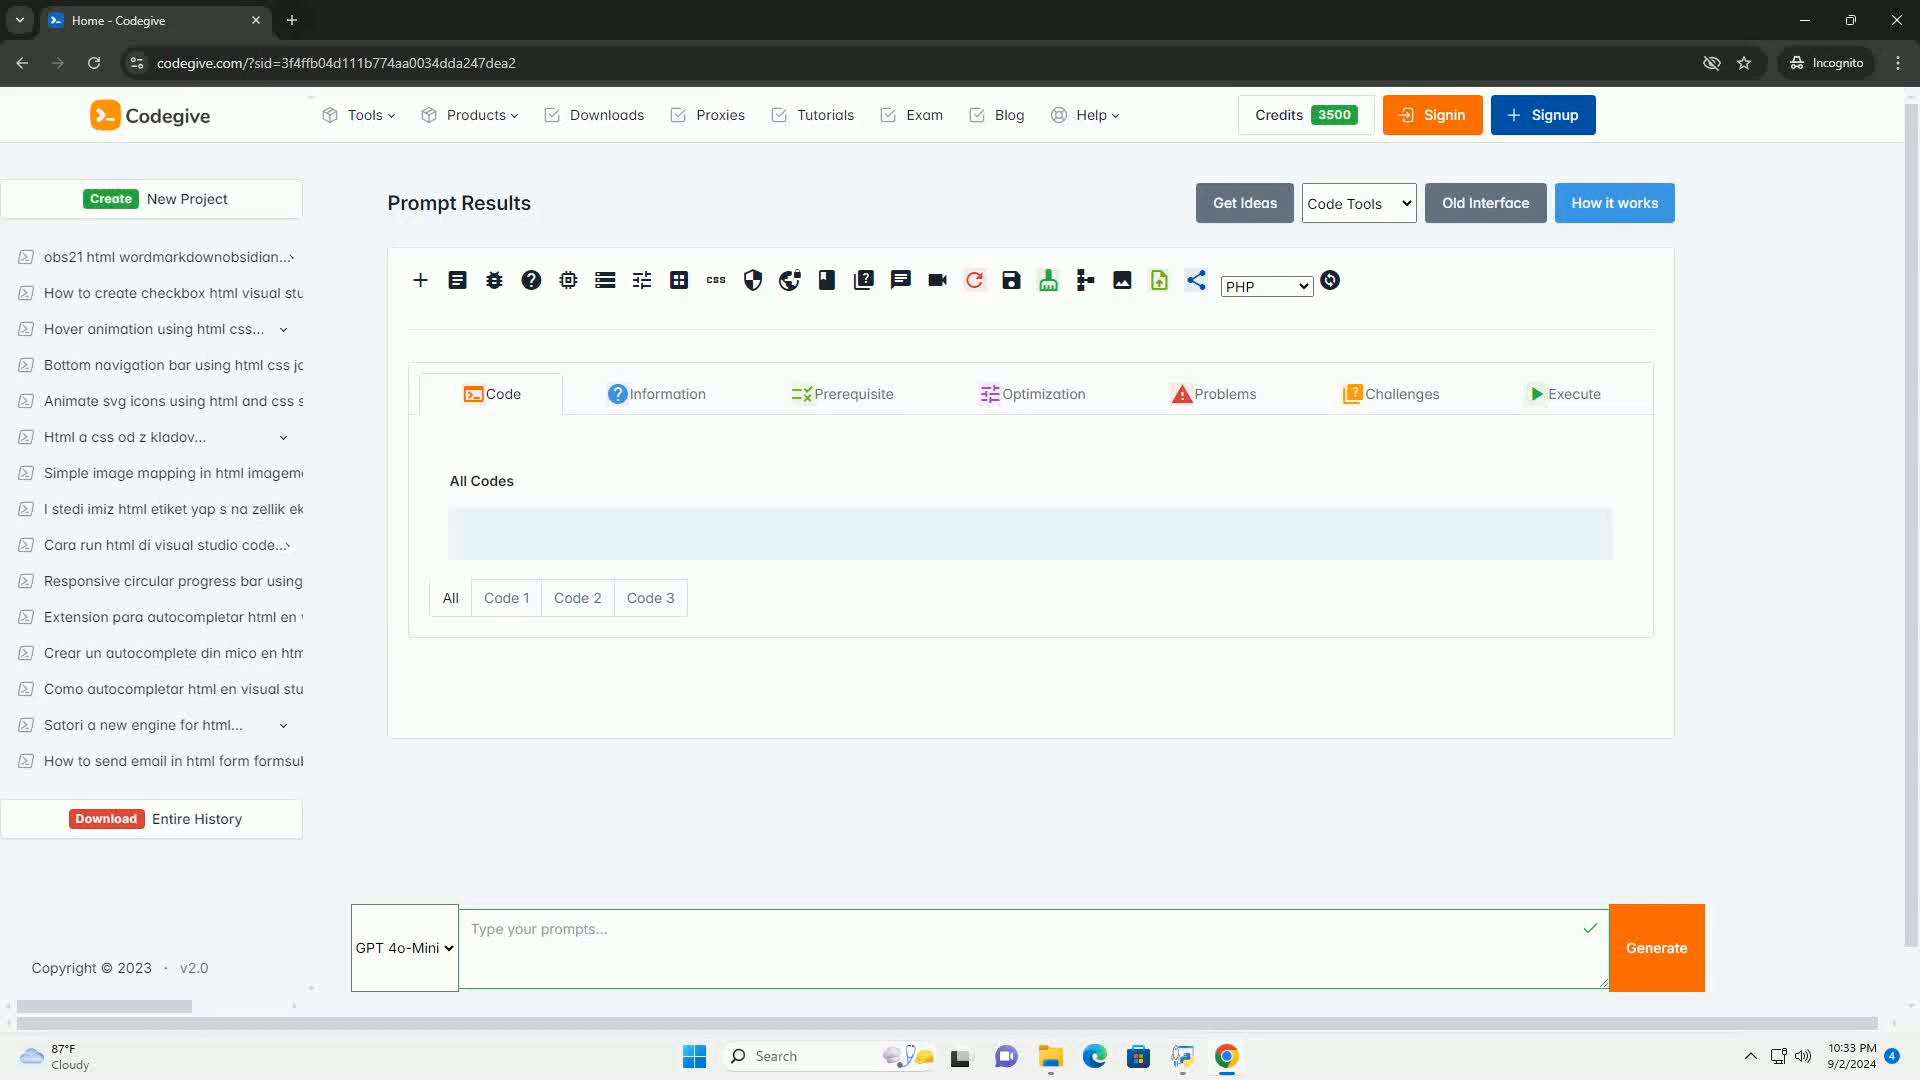 Home - Codegive
codegive.com/?sid=3f4ffb04d111b774aa0034dda247dea2
Incognito
Codegive
Tools
Products
Downloads
Proxies
Tutorials
Exam
Blog
Help
Credits 3500
Signin
Signup
Create New Project
obs21 html wordmarkdownobsidian...
How to create checkbox html visual stu
Hover animation using html css...
Bottom navigation bar using html css ja
Animate svg icons using html and css s
Html a css od z kladov...
Simple image mapping in html imagem
I stedi imiz html etiket yap s na zellik ek
Cara run html di visual studio code...
Responsive circular progress bar using
Extension para autocompletar html en
Crear un autocomplete din mico en htm
Como autocompletar html en visual stu
Satori a new engine for html...
How to send email in html form formsul
Download Entire History
Copyright © 2023 · v2.0
Prompt Results
Get Ideas
Code Tools
Old Interface
How it works
css
PHP
Code
Information
Prerequisite
Optimization
Problems
Challenges
Execute
All Codes
All
Code 1
Code 2
Code 3
GPT 4o-Mini
Type your prompts...
Generate
87°F
Cloudy
Search
10:33 PM
9/2/2024
4